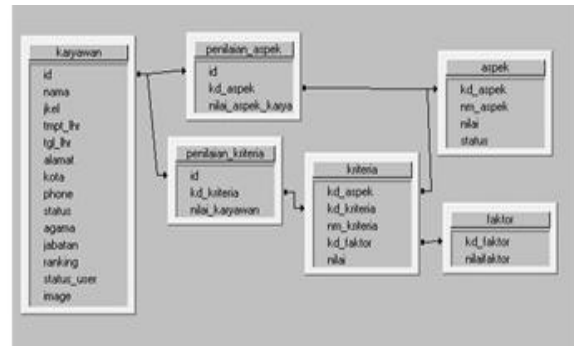 karyawan
id
nama
jkel
tmpt_lhr
tgl_lhr
alamat
kota
phone
status
agama
jabatan
ranking
status_user
image
penilaian_aspek
id
kd_aspek
nilai_aspek_karya
penilaian_kriteria
id
kd_kriteria
nilai_karyawan
kriteria
kd_aspek
kd_kriteria
nm_kriteria
kd_faktor
nilai
aspek
kd_aspek
nm_aspek
nilai
status
faktor
kd_faktor
nilaifaktor